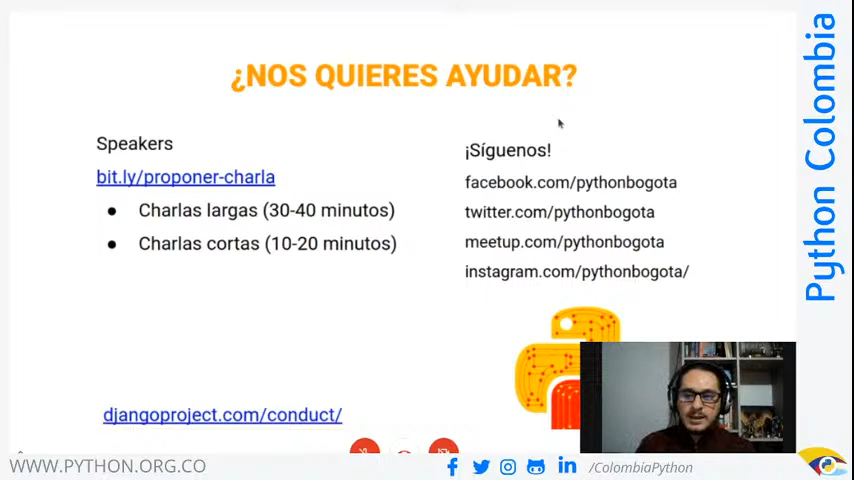 ¿NOS QUIERES AYUDAR?
Speakers
bit.ly/proponer-charla
● Charlas largas (30-40 minutos)
● Charlas cortas (10-20 minutos)
djangoproject.com/conduct/
¡Síguenos!
facebook.com/pythonbogota
twitter.com/pythonbogota
meetup.com/pythonbogota
instagram.com/pythonbogota/
Python Colombia
WWW.PYTHON.ORG.CO
/ColombiaPython